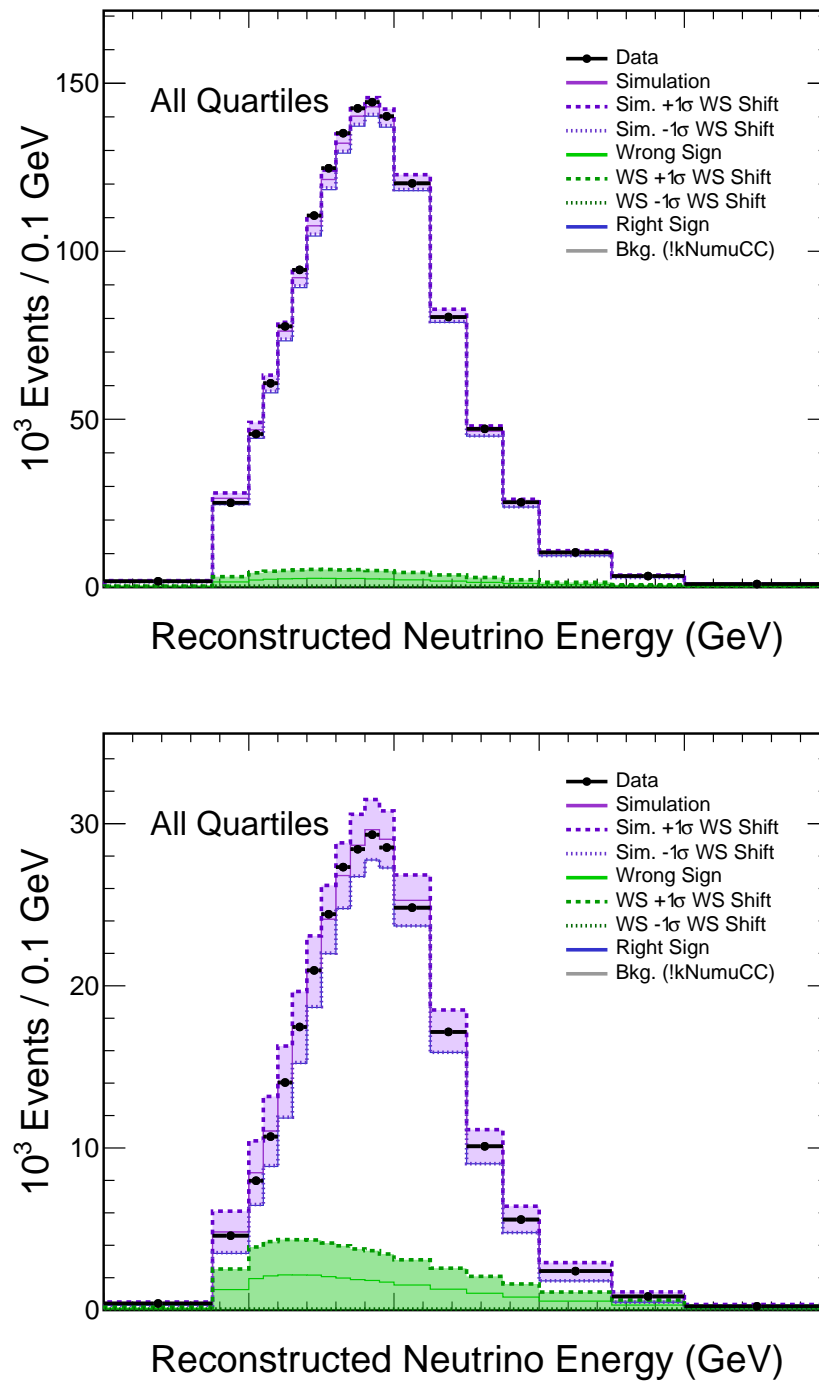 150
100
50
0
10³ Events / 0.1 GeV
All Quartiles
Data
Simulation
Sim. +1σ WS Shift
Sim. -1σ WS Shift
Wrong Sign
WS +1σ WS Shift
WS -1σ WS Shift
Right Sign
Bkg. (!kNumuCC)
Reconstructed Neutrino Energy (GeV)
30
20
10
0
10³ Events / 0.1 GeV
All Quartiles
Data
Simulation
Sim. +1σ WS Shift
Sim. -1σ WS Shift
Wrong Sign
WS +1σ WS Shift
WS -1σ WS Shift
Right Sign
Bkg. (!kNumuCC)
Reconstructed Neutrino Energy (GeV)